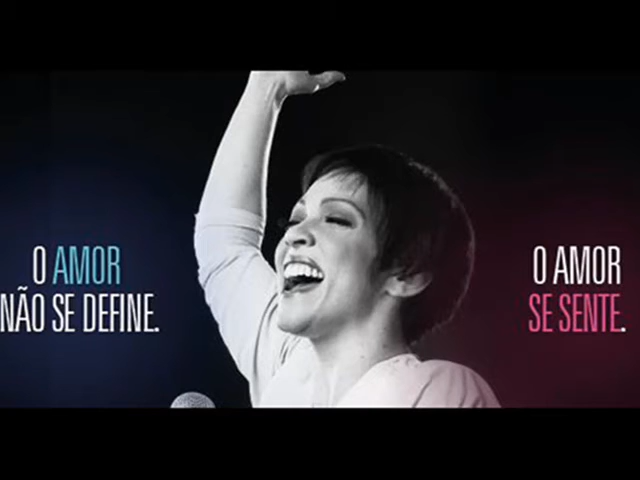 O AMOR
NÃO SE DEFINE.
O AMOR
SE SENTE.